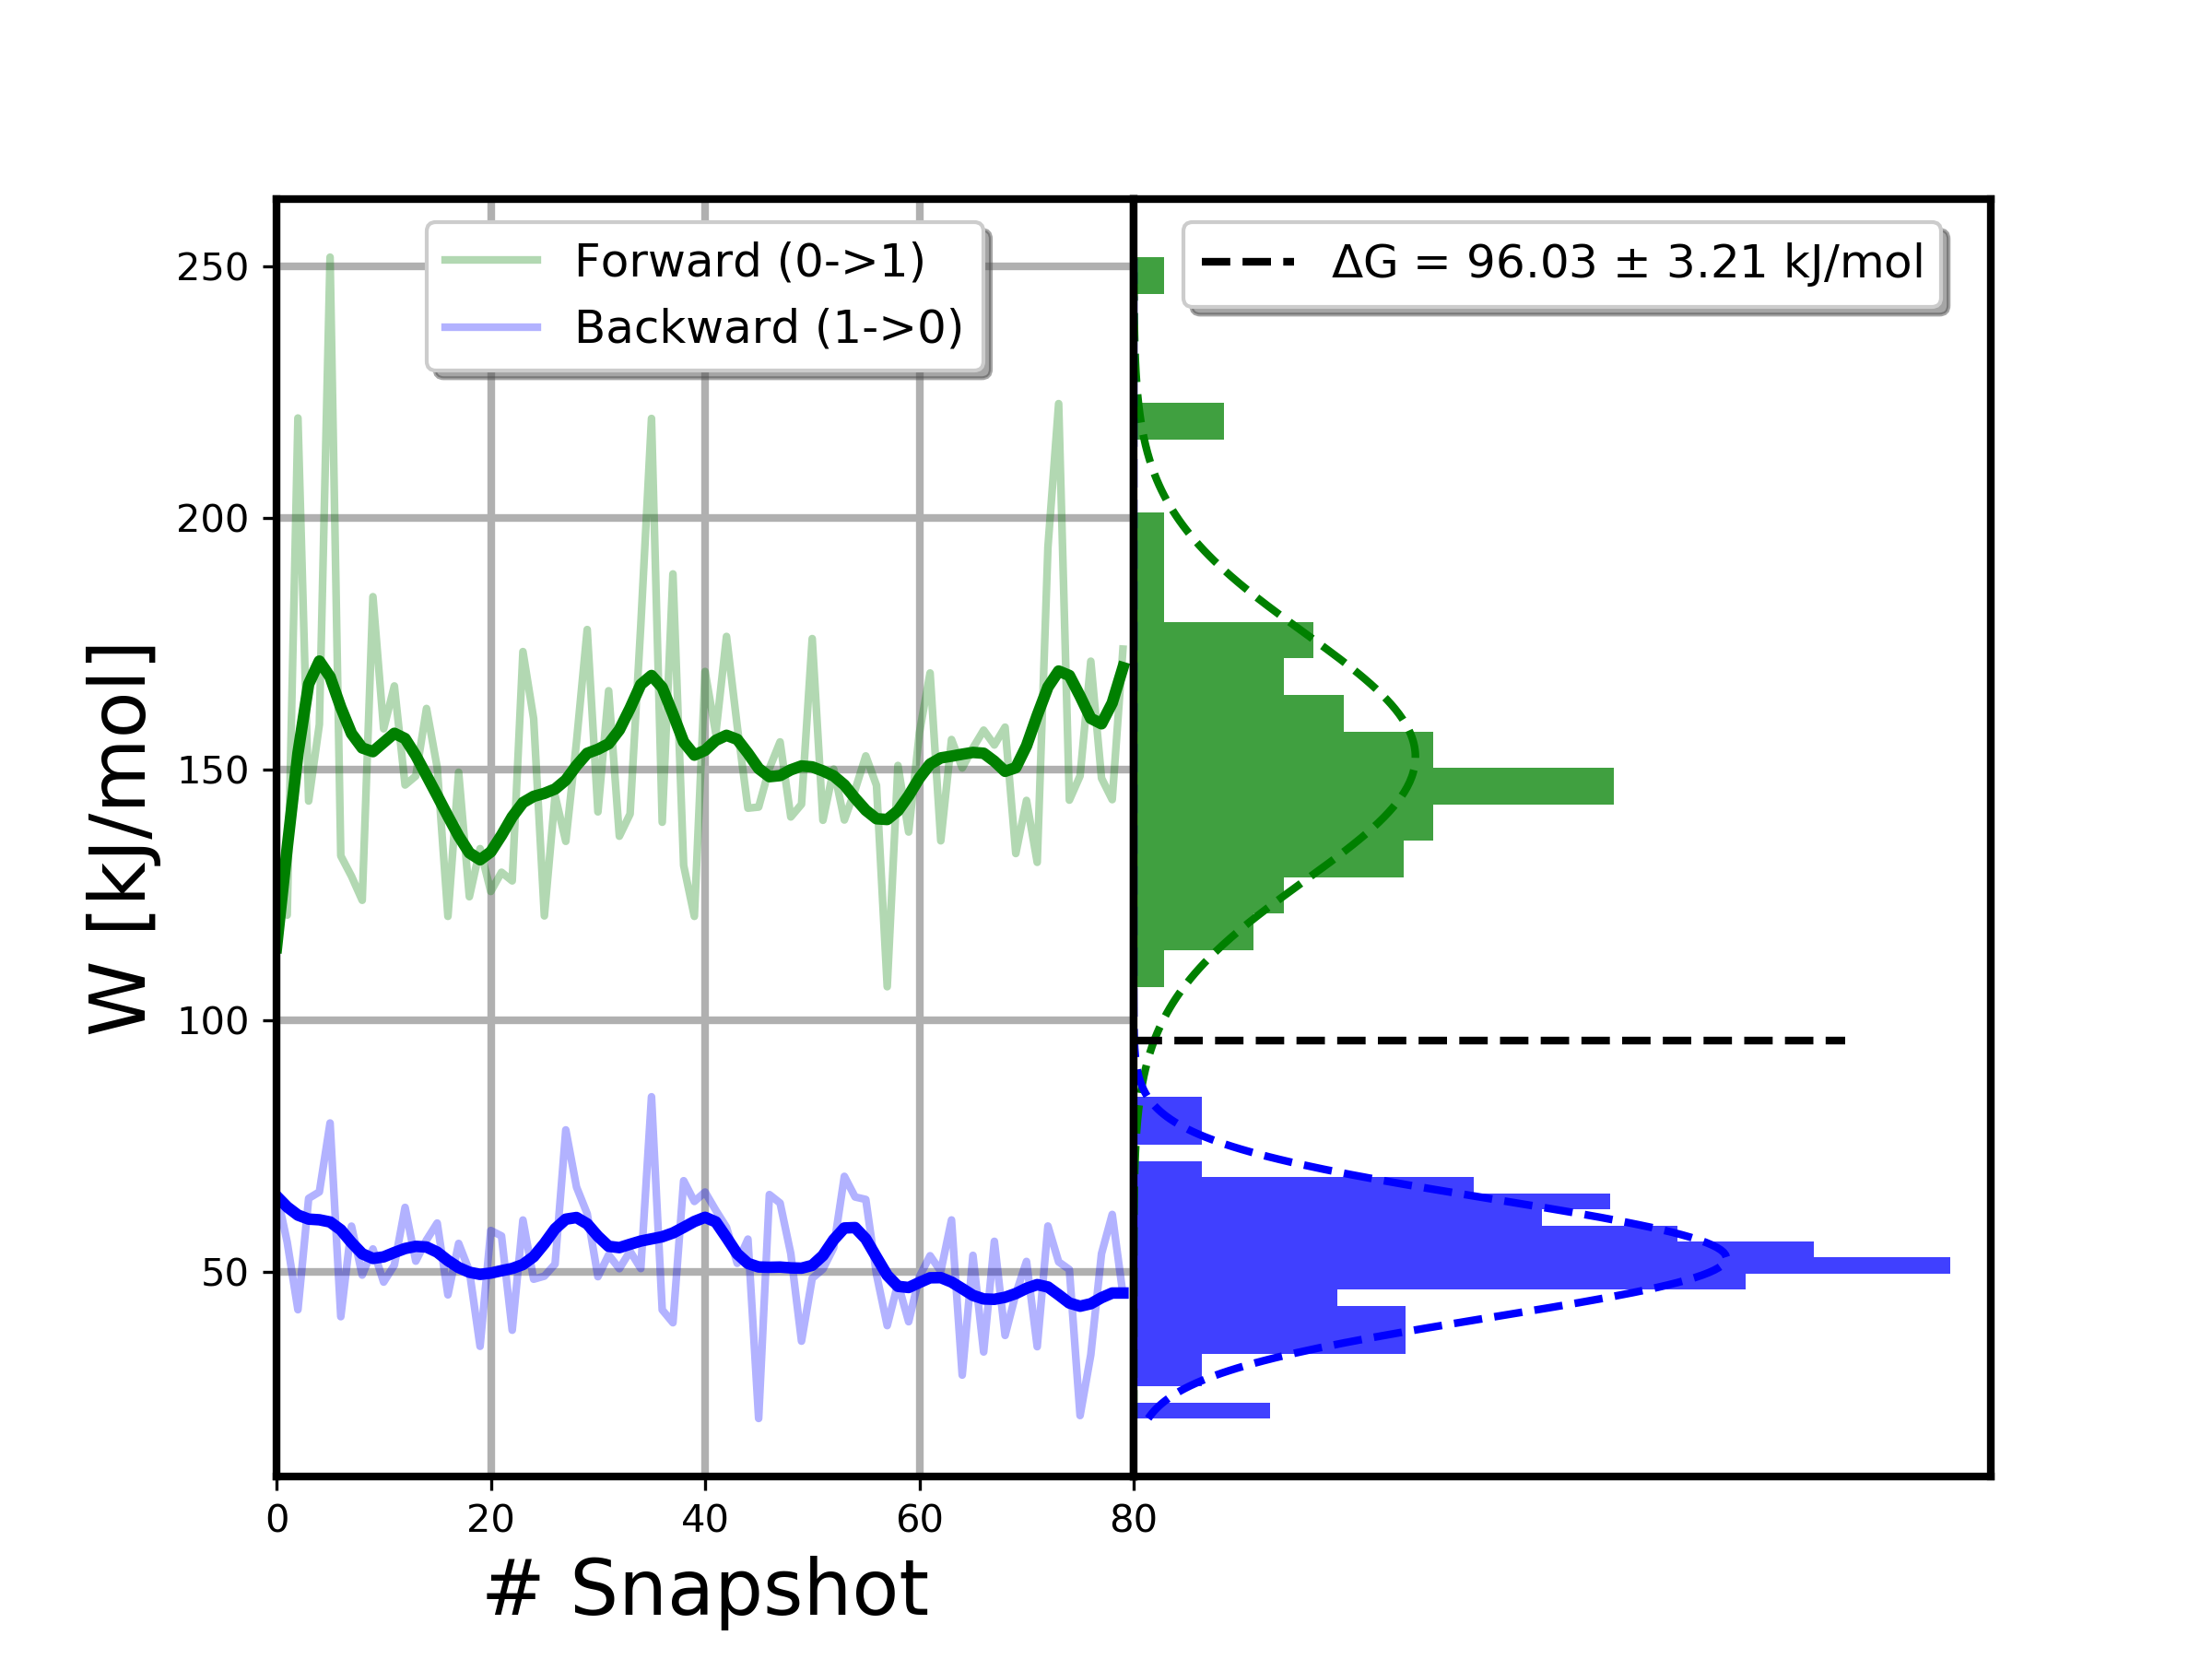 Forward (0->1)
Backward (1->0)
ΔG = 96.03 ± 3.21 kJ/mol
W [kJ/mol]
250
200
150
100
50
0
20
40
60
80
# Snapshot